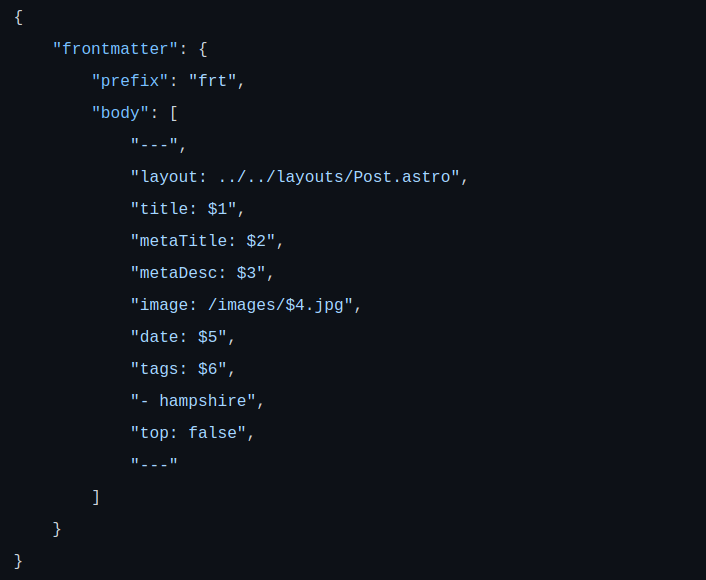 {
    "frontmatter": {
        "prefix": "frt",
        "body": [
            "---",
            "layout: ../../layouts/Post.astro",
            "title: $1",
            "metaTitle: $2",
            "metaDesc: $3",
            "image: /images/$4.jpg",
            "date: $5",
            "tags: $6",
            "- hampshire",
            "top: false",
            "---"
        ]
    }
}